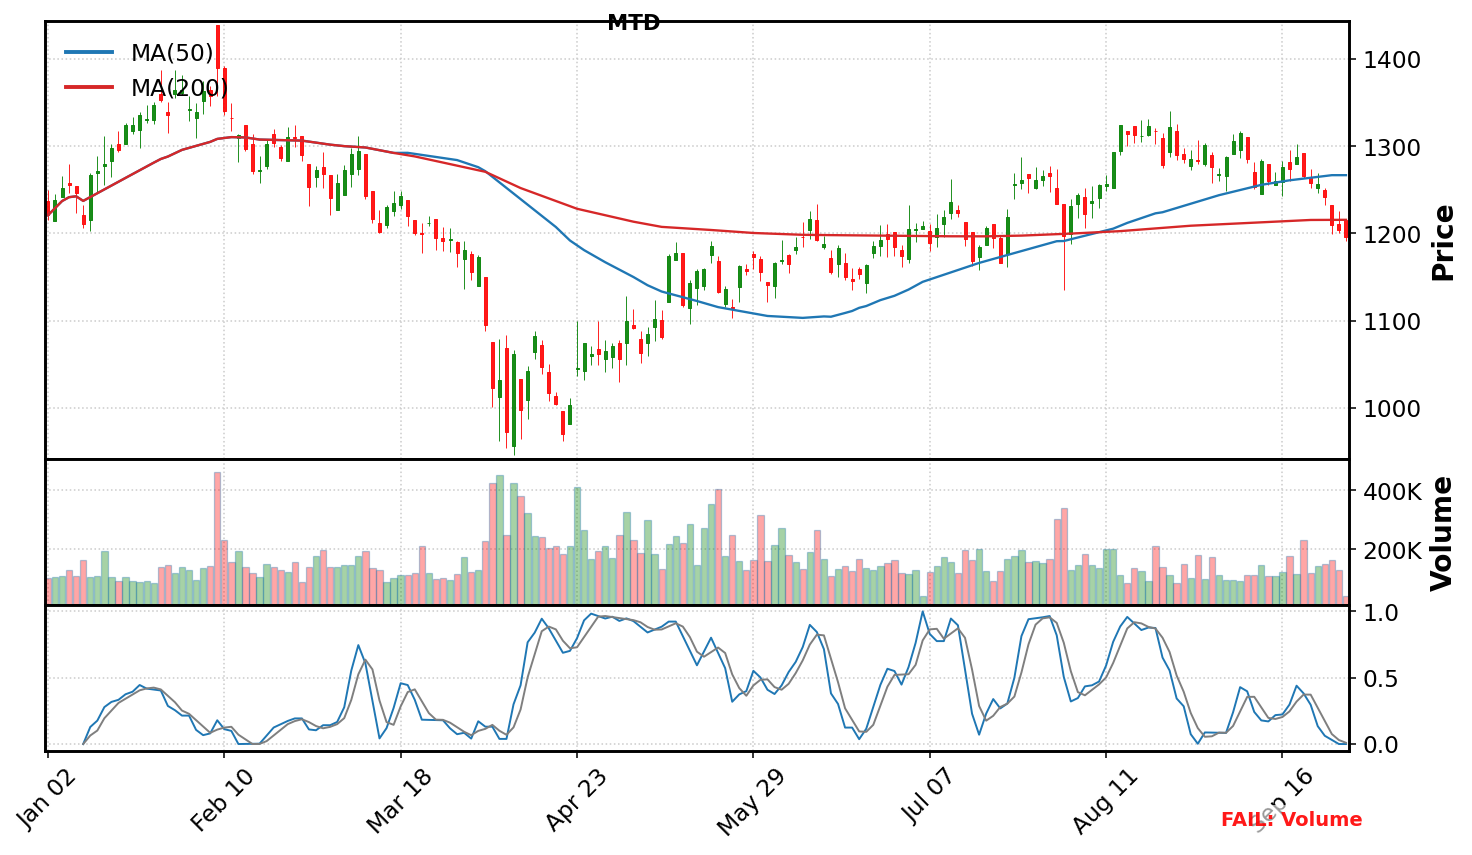 MTD
MA(50)
MA(200)
1400
1300
1200
1100
1000
Price
400K
200K
Volume
1.0
0.5
0.0
Jan 02
Feb 10
Mar 18
Apr 23
May 29
Jul 07
Aug 11
Sep 16
FAIL: Volume